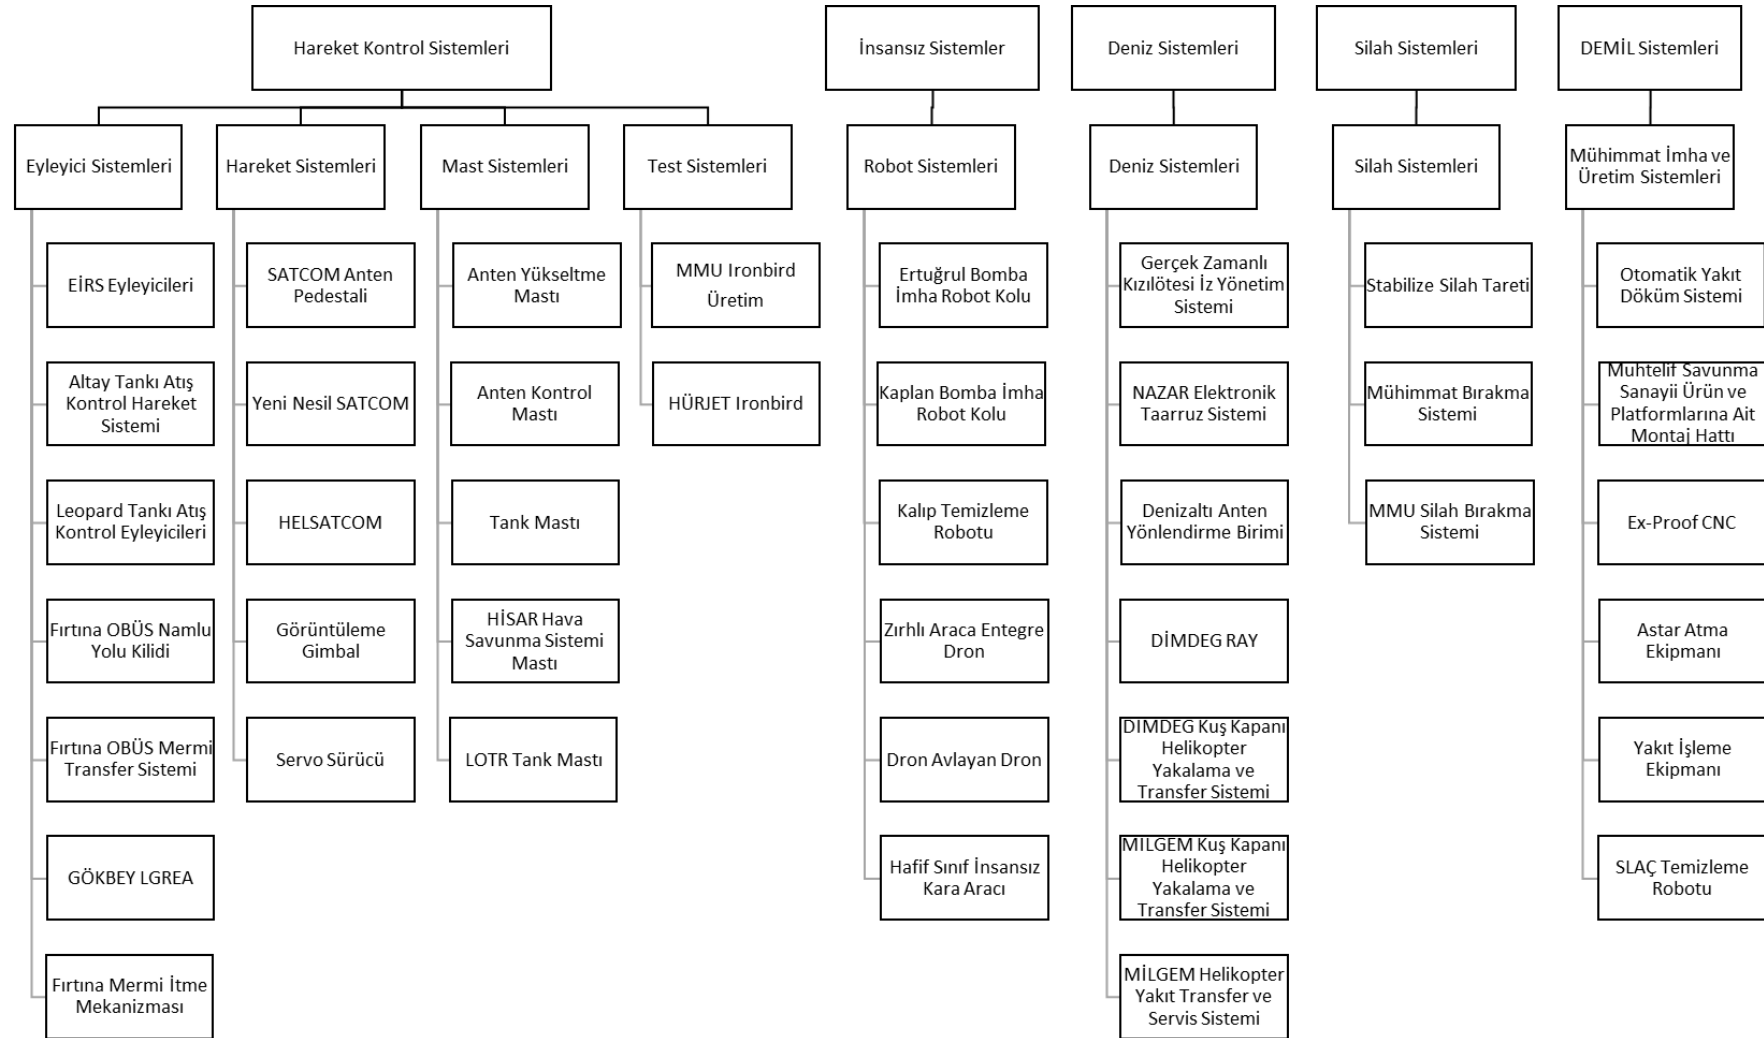 Hareket Kontrol Sistemleri
İnsansız Sistemler
Deniz Sistemleri
Silah Sistemleri
DEMİL Sistemleri
Eyleyici Sistemleri
Hareket Sistemleri
Mast Sistemleri
Test Sistemleri
Robot Sistemleri
Deniz Sistemleri
Silah Sistemleri
Mühimmat İmha ve
Üretim Sistemleri
EİRS Eyleyicileri
Altay Tankı Atış
Kontrol Hareket
Sistemi
Leopard Tankı Atış
Kontrol Eyleyicileri
Fırtına OBÜS Namlu
Yolu Kilidi
Fırtına OBÜS Mermi
Transfer Sistemi
GÖKBEY LGREA
Fırtına Mermi İtme
Mekanizması
SATCOM Anten
Pedestali
Yeni Nesil SATCOM
HELSATCOM
Görüntüleme
Gimbal
Servo Sürücü
Anten Yükseltme
Mastı
Anten Kontrol
Mastı
Tank Mastı
HİSAR Hava
Savunma Sistemi
Mastı
LOTR Tank Mastı
MMU Ironbird
Üretim
HÜRJET Ironbird
Ertuğrul Bomba
İmha Robot Kolu
Kaplan Bomba İmha
Robot Kolu
Kalıp Temizleme
Robotu
Zırhlı Araca Entegre
Dron
Dron Avlayan Dron
Hafif Sınıf İnsansız
Kara Aracı
Gerçek Zamanlı
Kızılötesi İz Yönetim
Sistemi
NAZAR Elektronik
Taarruz Sistemi
Denizaltı Anten
Yönlendirme Birimi
DİMDEG RAY
DIMDEG Kuş Kapanı
Helikopter
Yakalama ve
Transfer Sistemi
MILGEM Kuş Kapanı
Helikopter
Yakalama ve
Transfer Sistemi
MİLGEM Helikopter
Yakıt Transfer ve
Servis Sistemi
Stabilize Silah Tareti
Mühimmat Bırakma
Sistemi
MMU Silah Bırakma
Sistemi
Otomatik Yakıt
Döküm Sistemi
Muhtelif Savunma
Sanayii Ürün ve
Platformlarına Ait
Montaj Hattı
Ex-Proof CNC
Astar Atma
Ekipmanı
Yakıt İşleme
Ekipmanı
SLAÇ Temizleme
Robotu